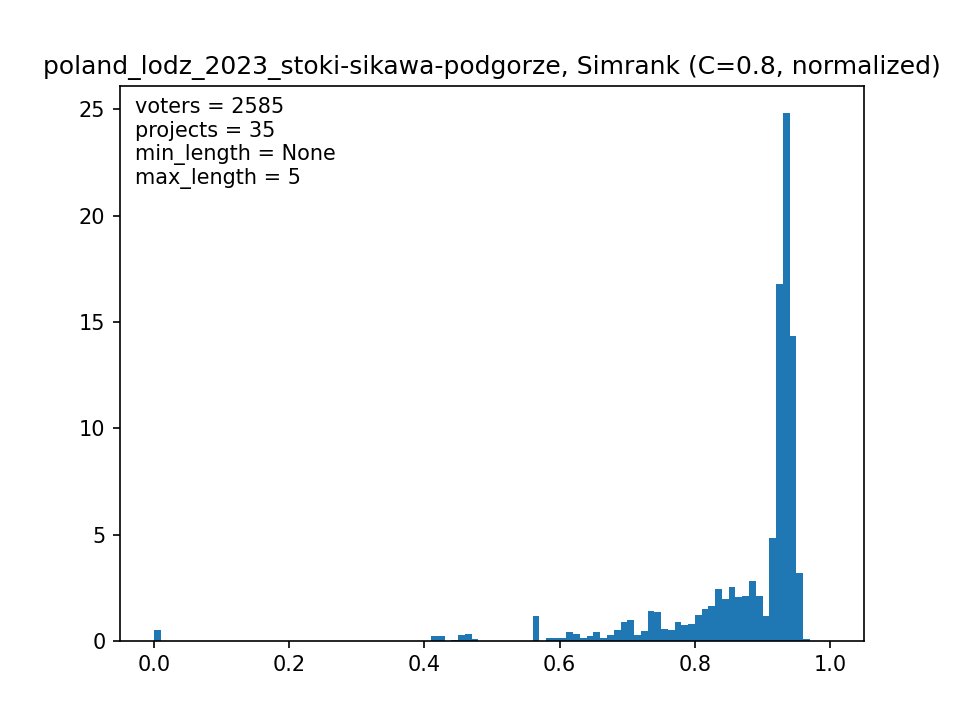 poland_lodz_2023_stoki-sikawa-podgorze, Simrank (C=0.8, normalized)
voters = 2585
projects = 35
min_length = None
max_length = 5
25
20
15
10
5
0
0.0 0.2 0.4 0.6 0.8 1.0